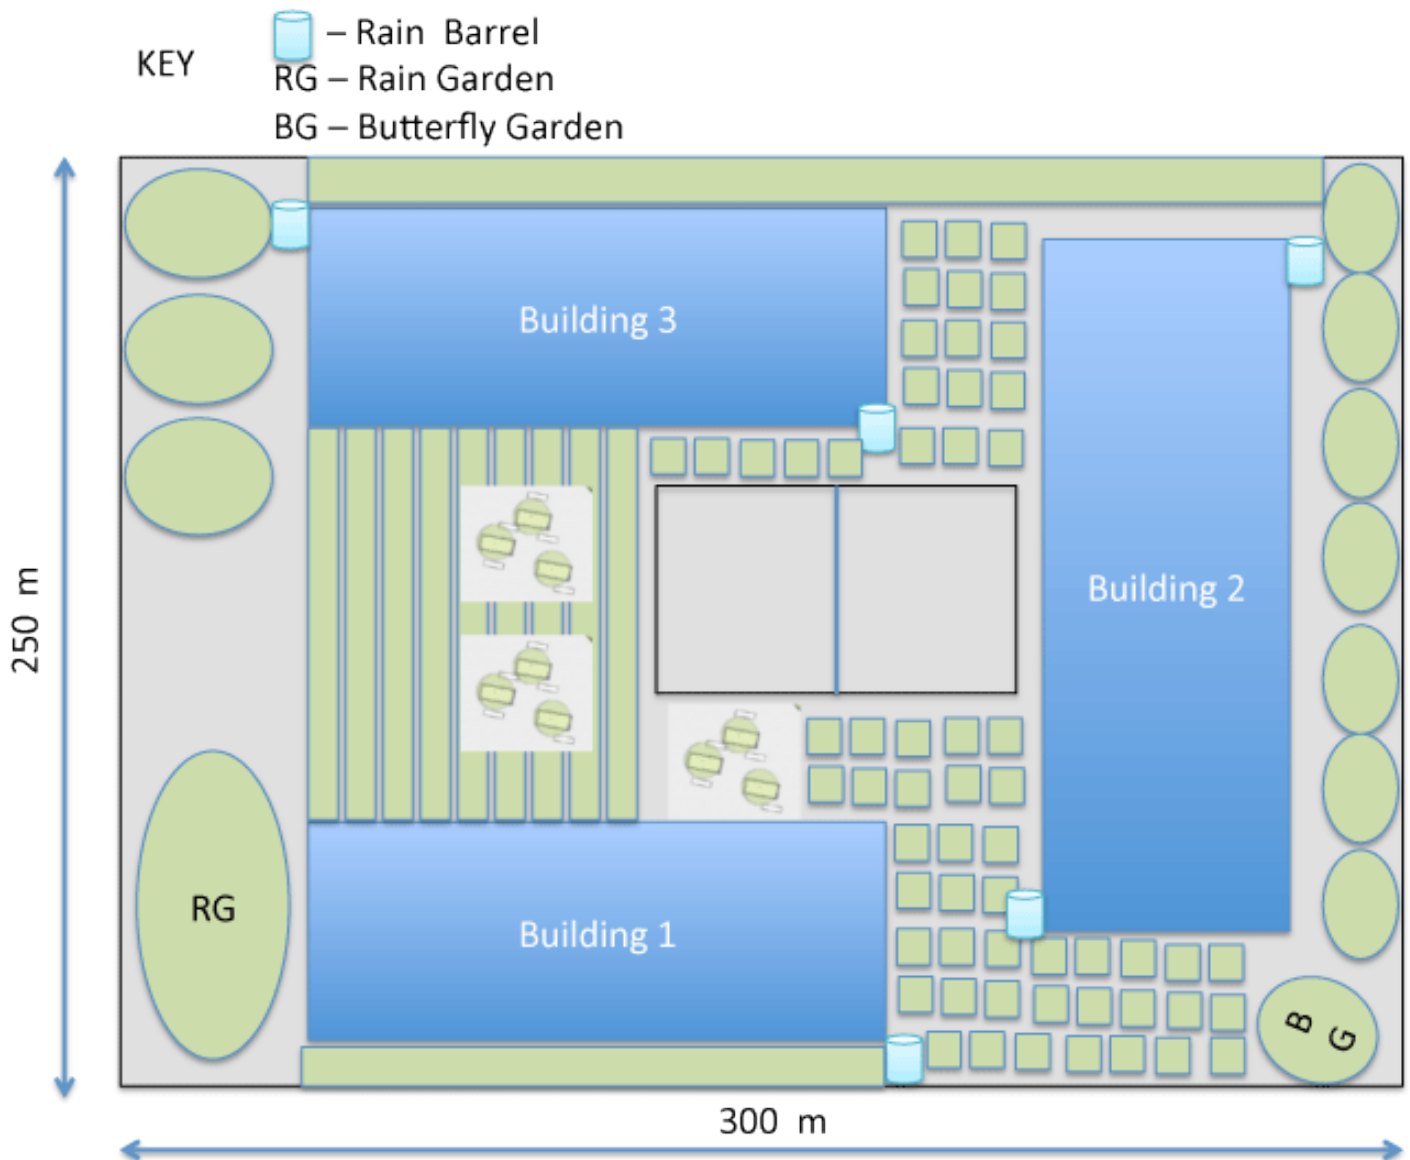 KEY
– Rain Barrel
RG – Rain Garden
BG – Butterfly Garden
Building 3
Building 2
250 m
RG
Building 1
B G
300 m